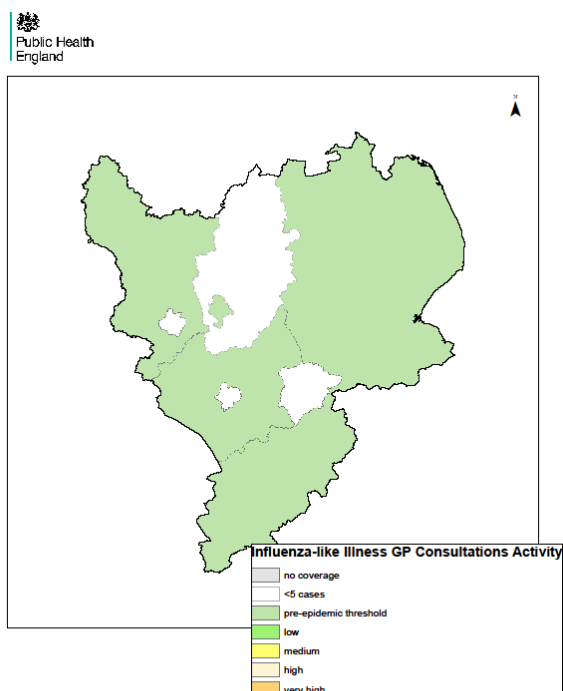 Public Health
England
Influenza-like Illness GP Consultations Activity
no coverage
<5 cases
pre-epidemic threshold
low
medium
high
very high